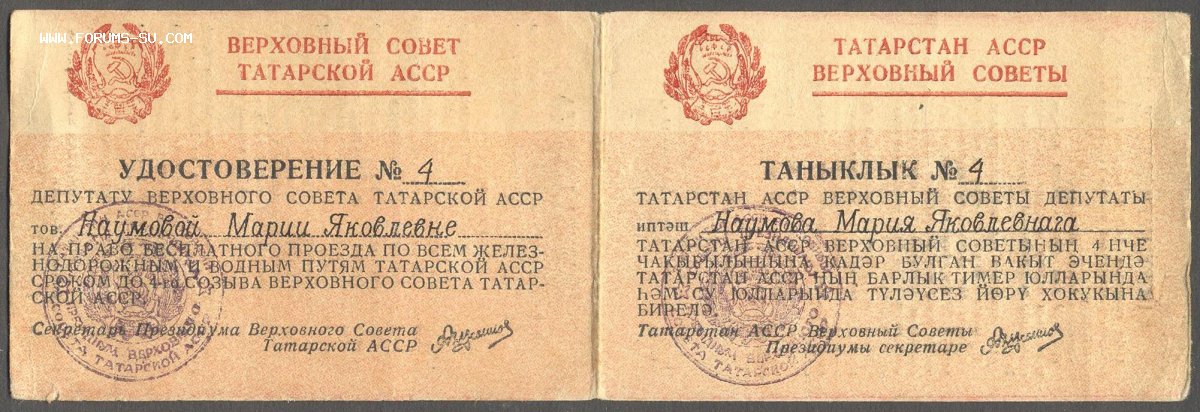 www.forums-su.com
ВЕРХОВНЫЙ СОВЕТ
ТАТАРСКОЙ АССР
УДОСТОВЕРЕНИЕ № 4
ДЕПУТАТУ ВЕРХОВНОГО СОВЕТА ТАТАРСКОЙ АССР
тов. Наумовой Марии Яковлевне
НА ПРАВО БЕСПЛАТНОГО ПРОЕЗДА ПО ВСЕМ ЖЕЛЕЗ-
НОДОРОЖНЫМ И ВОДНЫМ ПУТЯМ ТАТАРСКОЙ АССР
СРОКОМ ДО 4-го СОЗЫВА ВЕРХОВНОГО СОВЕТА ТАТАР-
СКОЙ АССР.
Секретарь Президиума Верховного Совета
Татарской АССР
ТАТАРСТАН АССР
ВЕРХОВНЫЙ СОВЕТЫ
ТАНЫКЛЫК № 4
ТАТАРСТАН АССР ВЕРХОВНЫЙ СОВЕТЫ ДЕПУТАТЫ
иптәш Наумова Мария Яковлевнага
ТАТАРСТАН АССР ВЕРХОВНЫЙ СОВЕТЫНЫҢ 4 НЧЕ
ЧАКЫРЫЛЫШЫНА КАДӘР БУЛГАН ВАКЫТ ЭЧЕНДӘ
ТАТАРСТАН АССР НЫҢ БАРЛЫК ТИМЕР ЮЛЛАРЫНДА
ҺӘМ СУ ЮЛЛАРЫНДА ТҮЛӘҮСЕЗ ЙӨРҮ ХОКУКЫНА
БИРЕЛӘ.
Татарстан АССР Верховный Советы
Президиумы секретаре